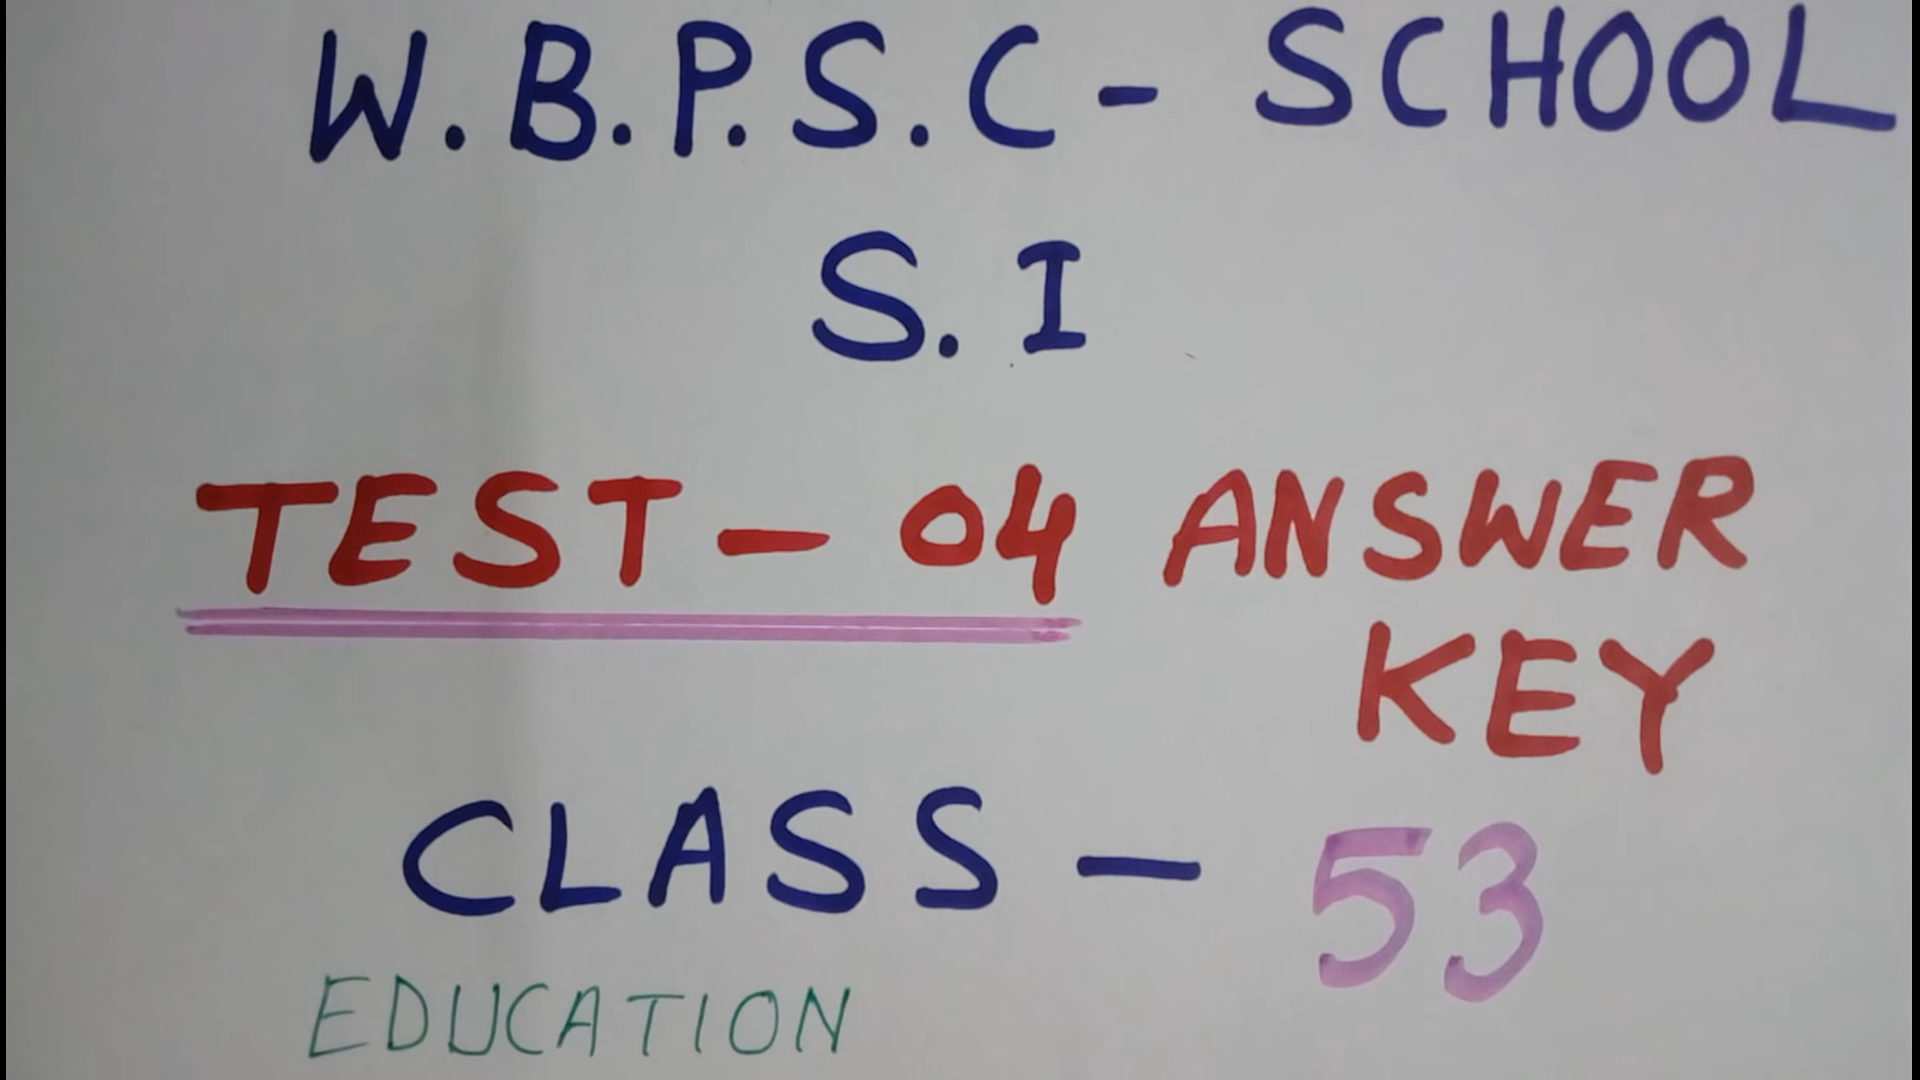 W.B.P.S.C - SCHOOL
S.I
TEST - 04 ANSWER
KEY
CLASS - 53
EDUCATION